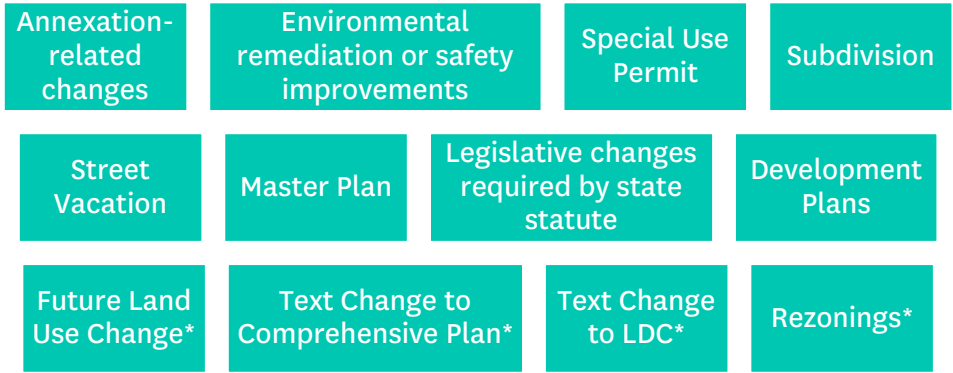 Annexation-
related
changes
Environmental
remediation or safety
improvements
Special Use
Permit
Subdivision
Street
Vacation
Master Plan
Legislative changes
required by state
statute
Development
Plans
Future Land
Use Change*
Text Change to
Comprehensive Plan*
Text Change
to LDC*
Rezonings*